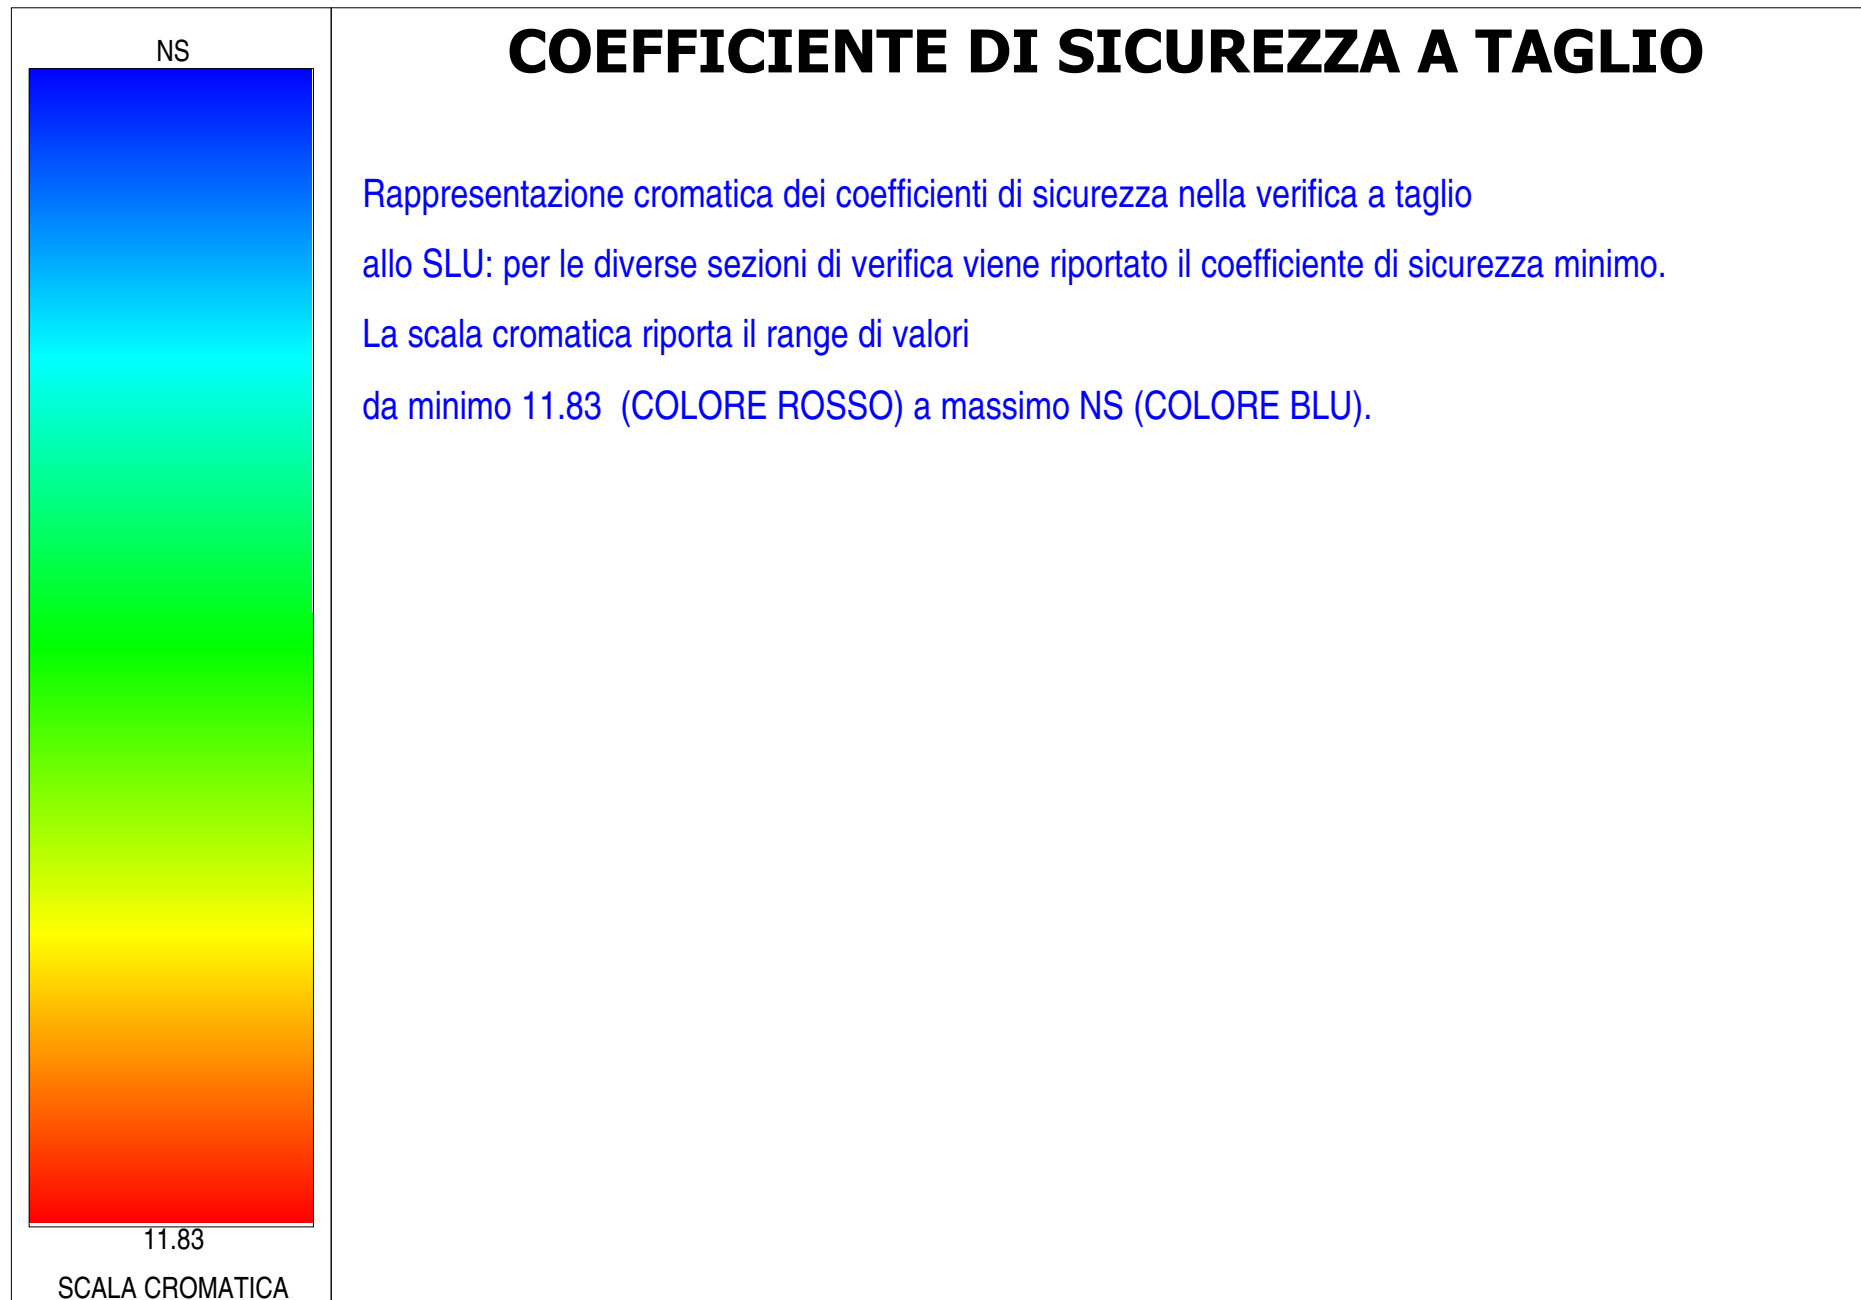 NS
COEFFICIENTE DI SICUREZZA A TAGLIO
Rappresentazione cromatica dei coefficienti di sicurezza nella verifica a taglio
allo SLU: per le diverse sezioni di verifica viene riportato il coefficiente di sicurezza minimo.
La scala cromatica riporta il range di valori
da minimo 11.83 (COLORE ROSSO) a massimo NS (COLORE BLU).
11.83
SCALA CROMATICA